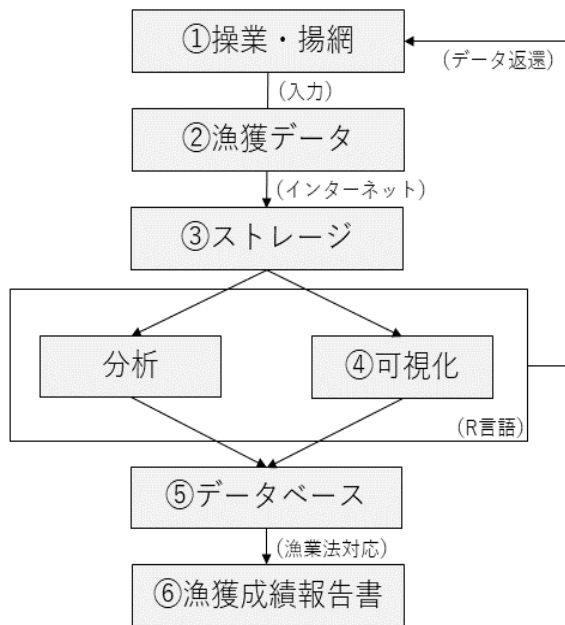 ①操業・揚網
(データ返還)
(入力)
②漁獲データ
(インターネット)
③ストレージ
分析
④可視化
(R言語)
⑤データベース
(漁業法対応)
⑥漁獲成績報告書